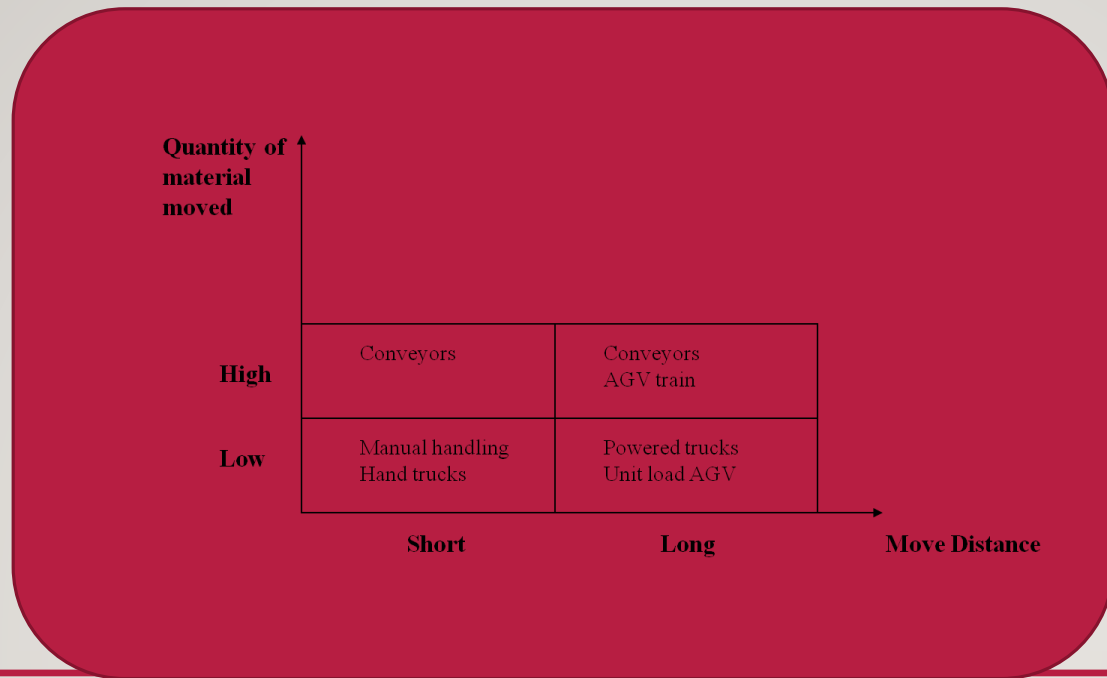 Quantity of
material
moved
High
Conveyors
Conveyors
AGV train
Low
Manual handling
Hand trucks
Powered trucks
Unit load AGV
Short
Long
Move Distance